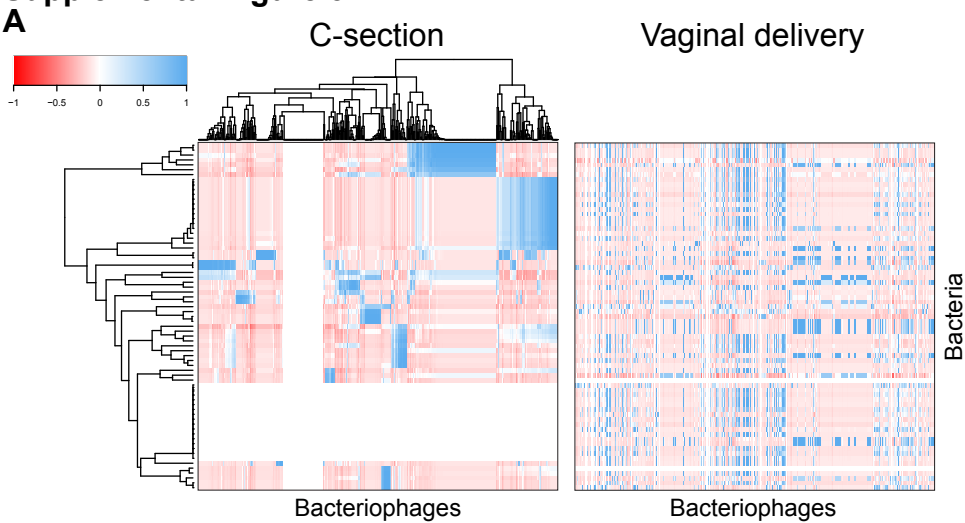 A
C-section
Vaginal delivery
−1 −0.5 0 0.5 1
Bacteria
Bacteriophages
Bacteriophages